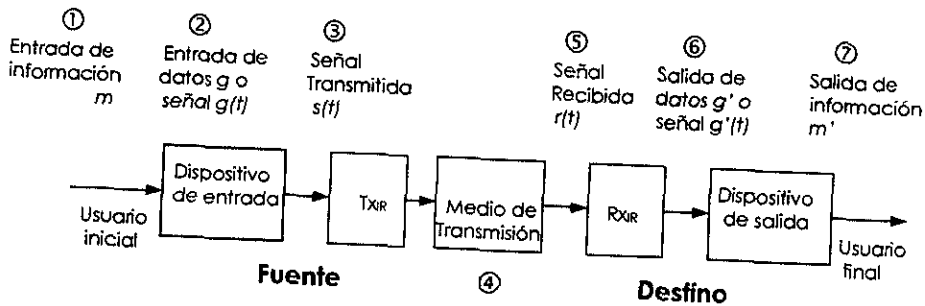 ①
Entrada de
información
m
②
Entrada de
datos g o
señal g(t)
③
Señal
Transmitida
s(t)
⑤
Señal
Recibida
r(t)
⑥
Salida de
datos g' o
señal g'(t)
⑦
Salida de
información
m'
Usuario
inicial
Dispositivo
de entrada
TxIR
Medio de
Transmisión
RxIR
Dispositivo
de salida
Usuario
final
Fuente
④
Destino